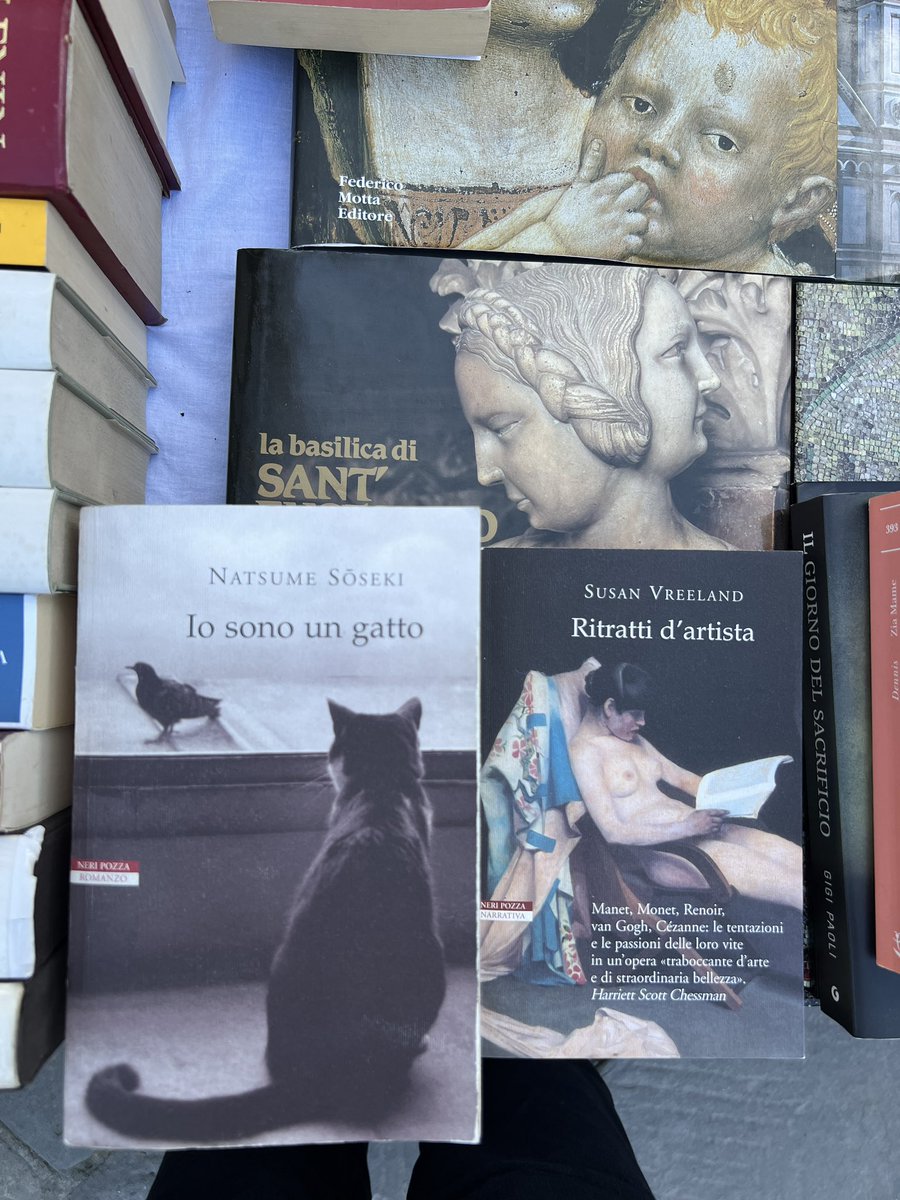 Federico
Motta
Editore
la basilica di
SANT'
NATSUME SŌSEKI
Io sono un gatto
NERI POZZA
ROMANZO
SUSAN VREELAND
Ritratti d'artista
NERI POZZA
NARRATIVA
Manet, Monet, Renoir,
van Gogh, Cézanne: le tentazioni
e le passioni delle loro vite
in un'opera «traboccante d'arte
e di straordinaria bellezza».
Harriett Scott Chessman
IL GIORNO DEL SACRIFICIO
GIGI PAOLI
393
Dennis
Zia Mame